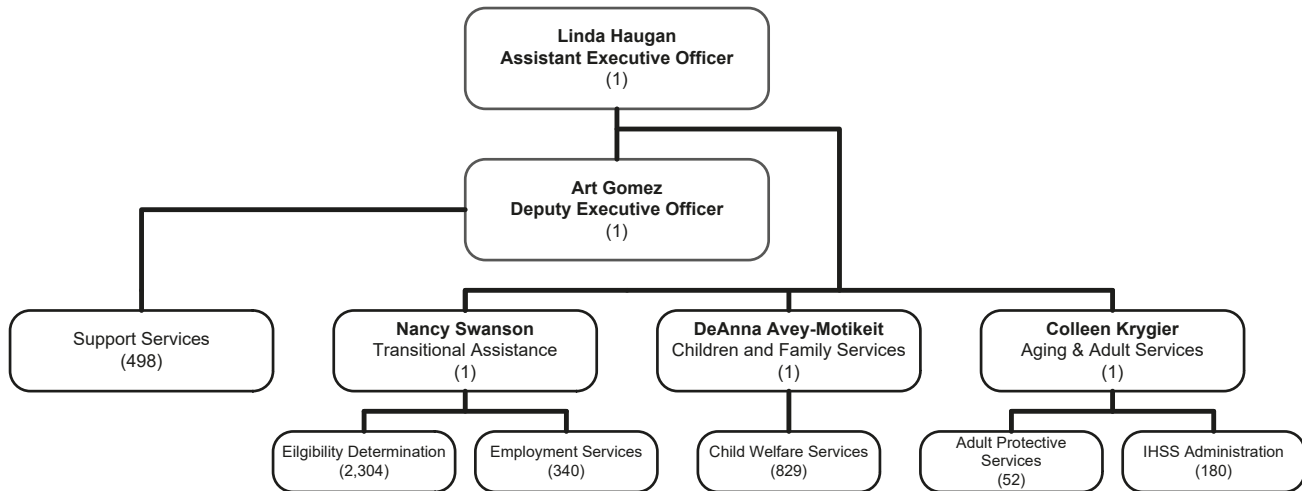 Linda Haugan
Assistant Executive Officer
(1)
Art Gomez
Deputy Executive Officer
(1)
Support Services
(498)
Nancy Swanson
Transitional Assistance
(1)
DeAnna Avey-Motikeit
Children and Family Services
(1)
Colleen Krygier
Aging & Adult Services
(1)
Eilgibility Determination
(2,304)
Employment Services
(340)
Child Welfare Services
(829)
Adult Protective
Services
(52)
IHSS Administration
(180)